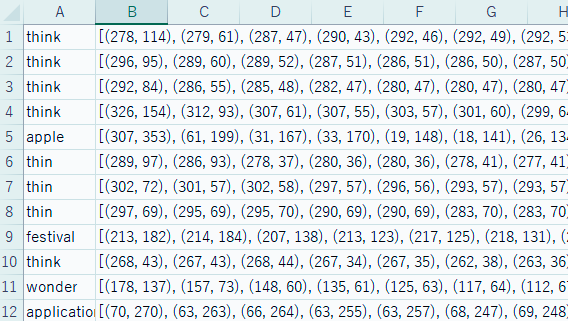 A B C D E F G H
1 think [(278, 114), (279, 61), (287, 47), (290, 43), (292, 46), (292, 49), (292, 5
2 think [(296, 95), (289, 60), (289, 52), (287, 51), (286, 51), (286, 50), (287, 50
3 think [(292, 84), (286, 55), (285, 48), (282, 47), (280, 47), (280, 47), (280, 47
4 think [(326, 154), (312, 93), (307, 61), (307, 55), (303, 57), (301, 60), (299, 6
5 apple [(307, 353), (61, 199), (31, 167), (33, 170), (19, 148), (18, 141), (26, 13
6 thin [(289, 97), (286, 93), (278, 37), (280, 36), (280, 36), (278, 41), (277, 41
7 thin [(302, 72), (301, 57), (302, 58), (297, 57), (296, 56), (293, 57), (293, 57
8 thin [(297, 69), (295, 69), (295, 70), (290, 69), (290, 69), (283, 70), (283, 70
9 festival [(213, 182), (214, 184), (207, 138), (213, 123), (217, 125), (218, 131), (
10 think [(268, 43), (267, 43), (268, 44), (267, 34), (267, 35), (262, 38), (263, 36
11 wonder [(178, 137), (157, 73), (148, 60), (135, 61), (125, 63), (117, 64), (112, 6
12 applicatio [(70, 270), (63, 263), (66, 264), (63, 255), (63, 257), (68, 247), (69, 248